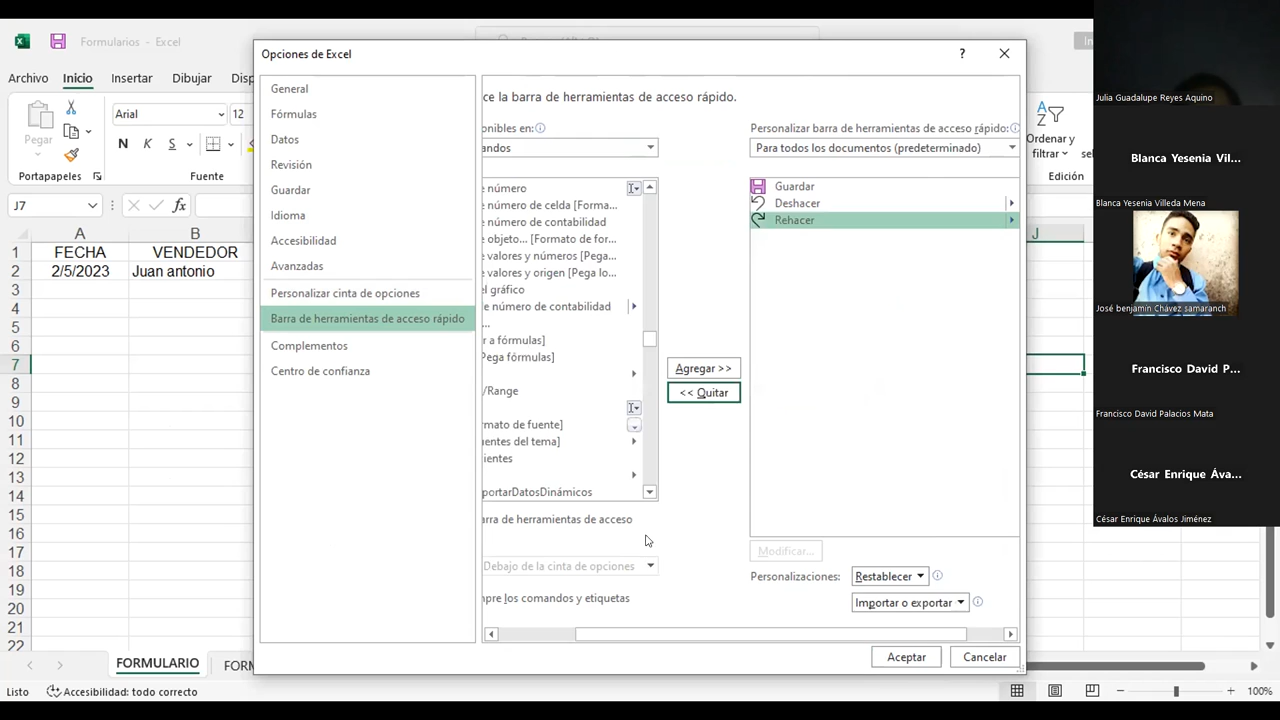 Formularios - Excel
Opciones de Excel
?
Archivo
Inicio
Insertar
Dibujar
Disp
Pegar
Portapapeles
Arial
12
N K S
Fuente
Ordenar y
filtrar
Edición
J7
fx
A
B
J
1 FECHA VENDEDOR
2 2/5/2023 Juan antonio
3
4
5
6
7
8
9
10
11
12
13
14
15
16
17
18
19
20
21
22
General
Fórmulas
Datos
Revisión
Guardar
Idioma
Accesibilidad
Avanzadas
Personalizar cinta de opciones
Barra de herramientas de acceso rápido
Complementos
Centro de confianza
ce la barra de herramientas de acceso rápido.
onibles en:
andos
e número
e número de celda [Forma...
e número de contabilidad
e objeto... [Formato de for...
e valores y números [Pega...
e valores y origen [Pega lo...
el gráfico
e número de contabilidad
...
r a fórmulas]
Pega fórmulas]
/Range
rmato de fuente]
uentes del tema]
ientes
portarDatosDinámicos
arra de herramientas de acceso
Debajo de la cinta de opciones
pre los comandos y etiquetas
Agregar >>
<< Quitar
Personalizar barra de herramientas de acceso rápido:
Para todos los documentos (predeterminado)
Guardar
Deshacer
Rehacer
Modificar...
Personalizaciones:
Restablecer
Importar o exportar
Aceptar
Cancelar
FORMULARIO
FORM
Listo
Accesibilidad: todo correcto
100%
Julia Guadalupe Reyes Aquino
Blanca Yesenia Vil...
Blanca Yesenia Villeda Mena
José benjamin Chávez samaranch
Francisco David P...
Francisco David Palacios Mata
César Enrique Áva...
César Enrique Ávalos Jiménez